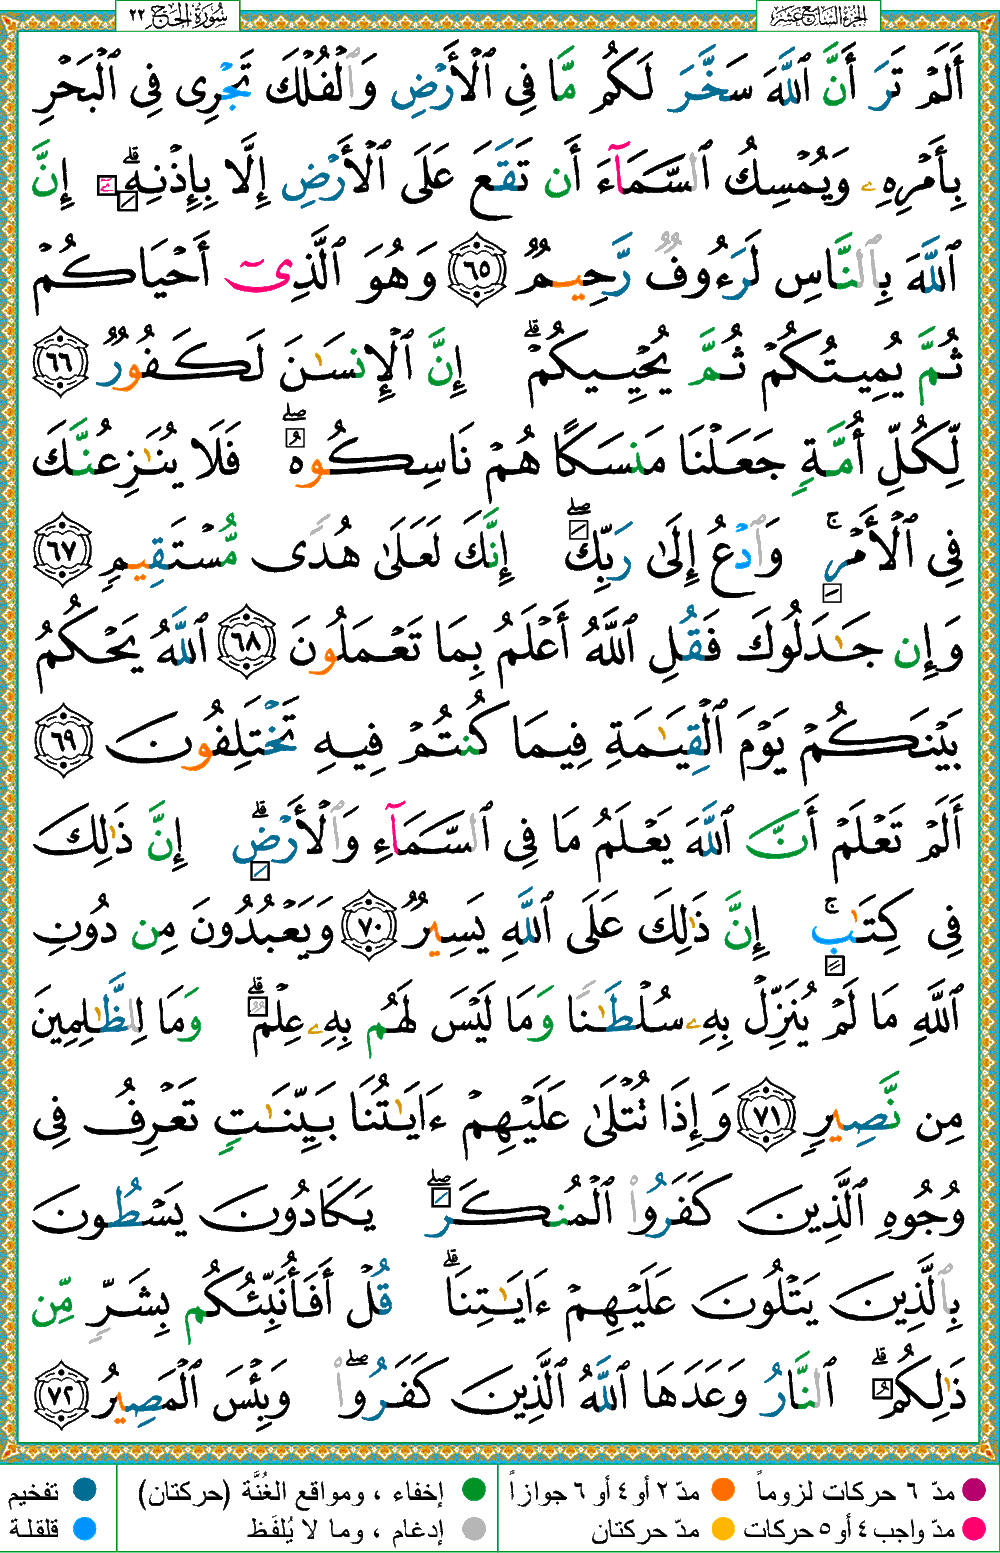 الجزء السابع عشر
سُورَةُ الحَجّ ٢٢
أَلَمْ تَرَ أَنَّ ٱللَّهَ سَخَّرَ لَكُم مَّا فِي ٱلْأَرْضِ وَٱلْفُلْكَ تَجْرِى فِي ٱلْبَحْرِ
بِأَمْرِهِۦ وَيُمْسِكُ ٱلسَّمَآءَ أَن تَقَعَ عَلَى ٱلْأَرْضِ إِلَّا بِإِذْنِهِۦٓ ۗ إِنَّ
ٱللَّهَ بِٱلنَّاسِ لَرَءُوفٌ رَّحِيمٌ ٦٥ وَهُوَ ٱلَّذِىٓ أَحْيَاكُمْ
ثُمَّ يُمِيتُكُمْ ثُمَّ يُحْيِيكُمْ ۗ إِنَّ ٱلْإِنسَـٰنَ لَكَفُورٌ ٦٦
لِّكُلِّ أُمَّةٍ جَعَلْنَا مَنسَكًا هُمْ نَاسِكُوهُ ۖ فَلَا يُنَـٰزِعُنَّكَ
فِي ٱلْأَمْرِ ۚ وَٱدْعُ إِلَىٰ رَبِّكَ ۖ إِنَّكَ لَعَلَىٰ هُدًى مُّسْتَقِيمٍ ٦٧
وَإِن جَـٰدَلُوكَ فَقُلِ ٱللَّهُ أَعْلَمُ بِمَا تَعْمَلُونَ ٦٨ ٱللَّهُ يَحْكُمُ
بَيْنَكُمْ يَوْمَ ٱلْقِيَـٰمَةِ فِيمَا كُنتُمْ فِيهِ تَخْتَلِفُونَ ٦٩
أَلَمْ تَعْلَمْ أَنَّ ٱللَّهَ يَعْلَمُ مَا فِي ٱلسَّمَآءِ وَٱلْأَرْضِ ۗ إِنَّ ذَٰلِكَ
فِى كِتَـٰبٍ ۚ إِنَّ ذَٰلِكَ عَلَى ٱللَّهِ يَسِيرٌ ٧٠ وَيَعْبُدُونَ مِن دُونِ
ٱللَّهِ مَا لَمْ يُنَزِّلْ بِهِۦ سُلْطَـٰنًا وَمَا لَيْسَ لَهُم بِهِۦ عِلْمٌ ۗ وَمَا لِلظَّـٰلِمِينَ
مِن نَّصِيرٍ ٧١ وَإِذَا تُتْلَىٰ عَلَيْهِمْ ءَايَـٰتُنَا بَيِّنَـٰتٍ تَعْرِفُ فِى
وُجُوهِ ٱلَّذِينَ كَفَرُوا۟ ٱلْمُنكَرَ ۖ يَكَادُونَ يَسْطُونَ
بِٱلَّذِينَ يَتْلُونَ عَلَيْهِمْ ءَايَـٰتِنَا ۗ قُلْ أَفَأُنَبِّئُكُم بِشَرٍّ مِّن
ذَٰلِكُمُ ۗ ٱلنَّارُ وَعَدَهَا ٱللَّهُ ٱلَّذِينَ كَفَرُوا۟ ۖ وَبِئْسَ ٱلْمَصِيرُ ٧٢
مدّ ٦ حركات لزوماً مدّ ٢ أو ٤ أو ٦ جوازاً إخفاء ، ومواقع الغُنَّة (حركتان) تفخيم
مدّ واجب ٤ أو ٥ حركات مدّ حركتان إدغام ، وما لا يُلفَظ قلقلة